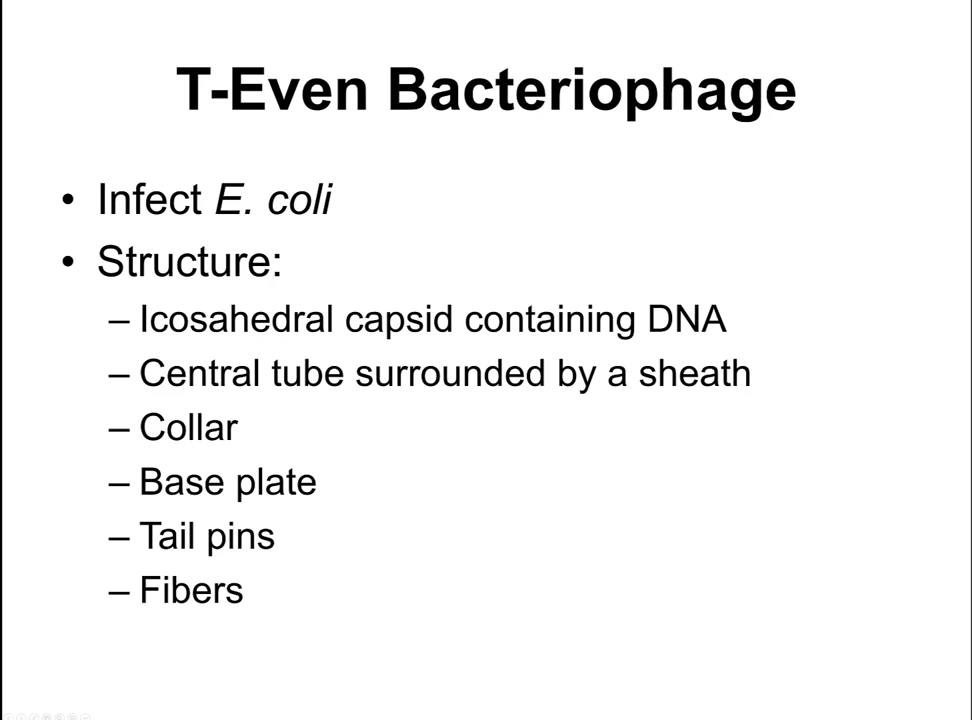 T-Even Bacteriophage
• Infect E. coli
• Structure:
– Icosahedral capsid containing DNA
– Central tube surrounded by a sheath
– Collar
– Base plate
– Tail pins
– Fibers